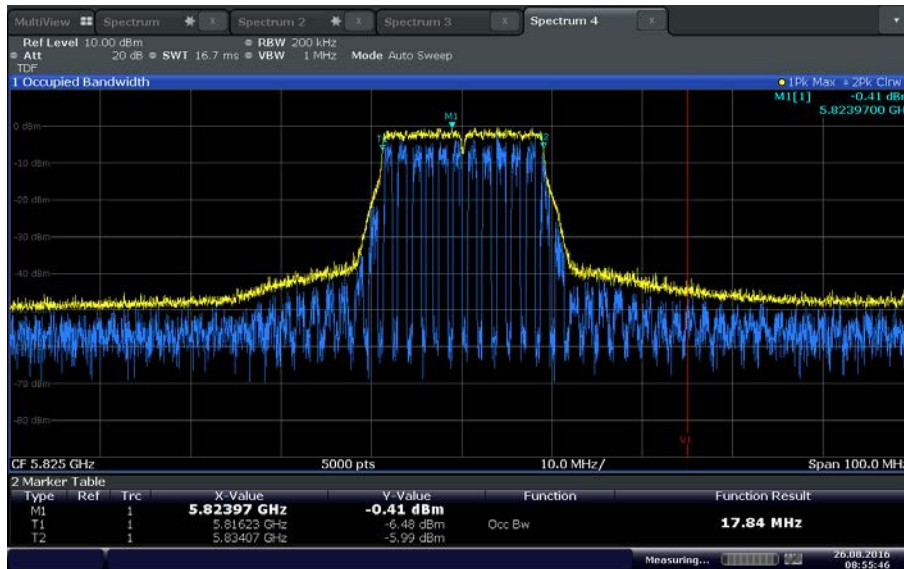 MultiView Spectrum X Spectrum 2 X Spectrum 3 X Spectrum 4 X
Ref Level 10.00 dBm RBW 200 kHz
Att 20 dB SWT 16.7 ms VBW 1 MHz Mode Auto Sweep
TDF
1 Occupied Bandwidth 1Pk Max 2Pk Clrw
M1[1] -0.41 dBm
5.8239700 GH
M1
0 dBm
T1
-10 dBm
-20 dBm
-30 dBm
-40 dBm
-70 dBm
-80 dBm
V1
CF 5.825 GHz 5000 pts 10.0 MHz/ Span 100.0 MHz
2 Marker Table
Type Ref Trc X-Value Y-Value Function Function Result
M1 1 5.82397 GHz -0.41 dBm
T1 1 5.81623 GHz -6.48 dBm Occ Bw 17.84 MHz
T2 1 5.83407 GHz -5.99 dBm
Measuring... 26.08.2016
08:55:46